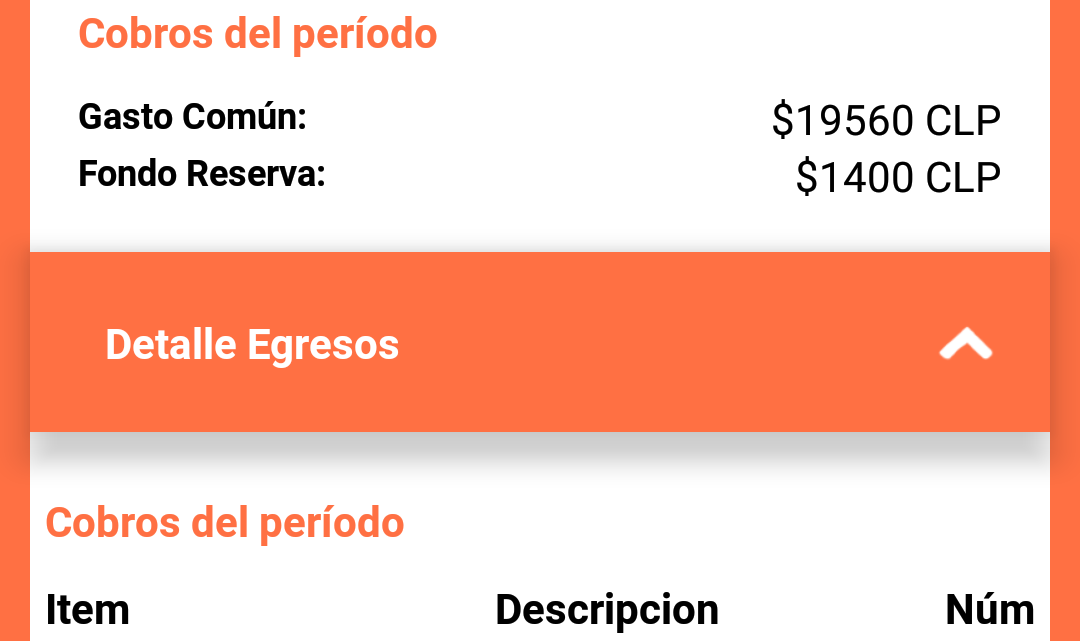 Cobros del período
Gasto Común: $19560 CLP
Fondo Reserva: $1400 CLP
Detalle Egresos
Cobros del período
Item Descripcion Núm